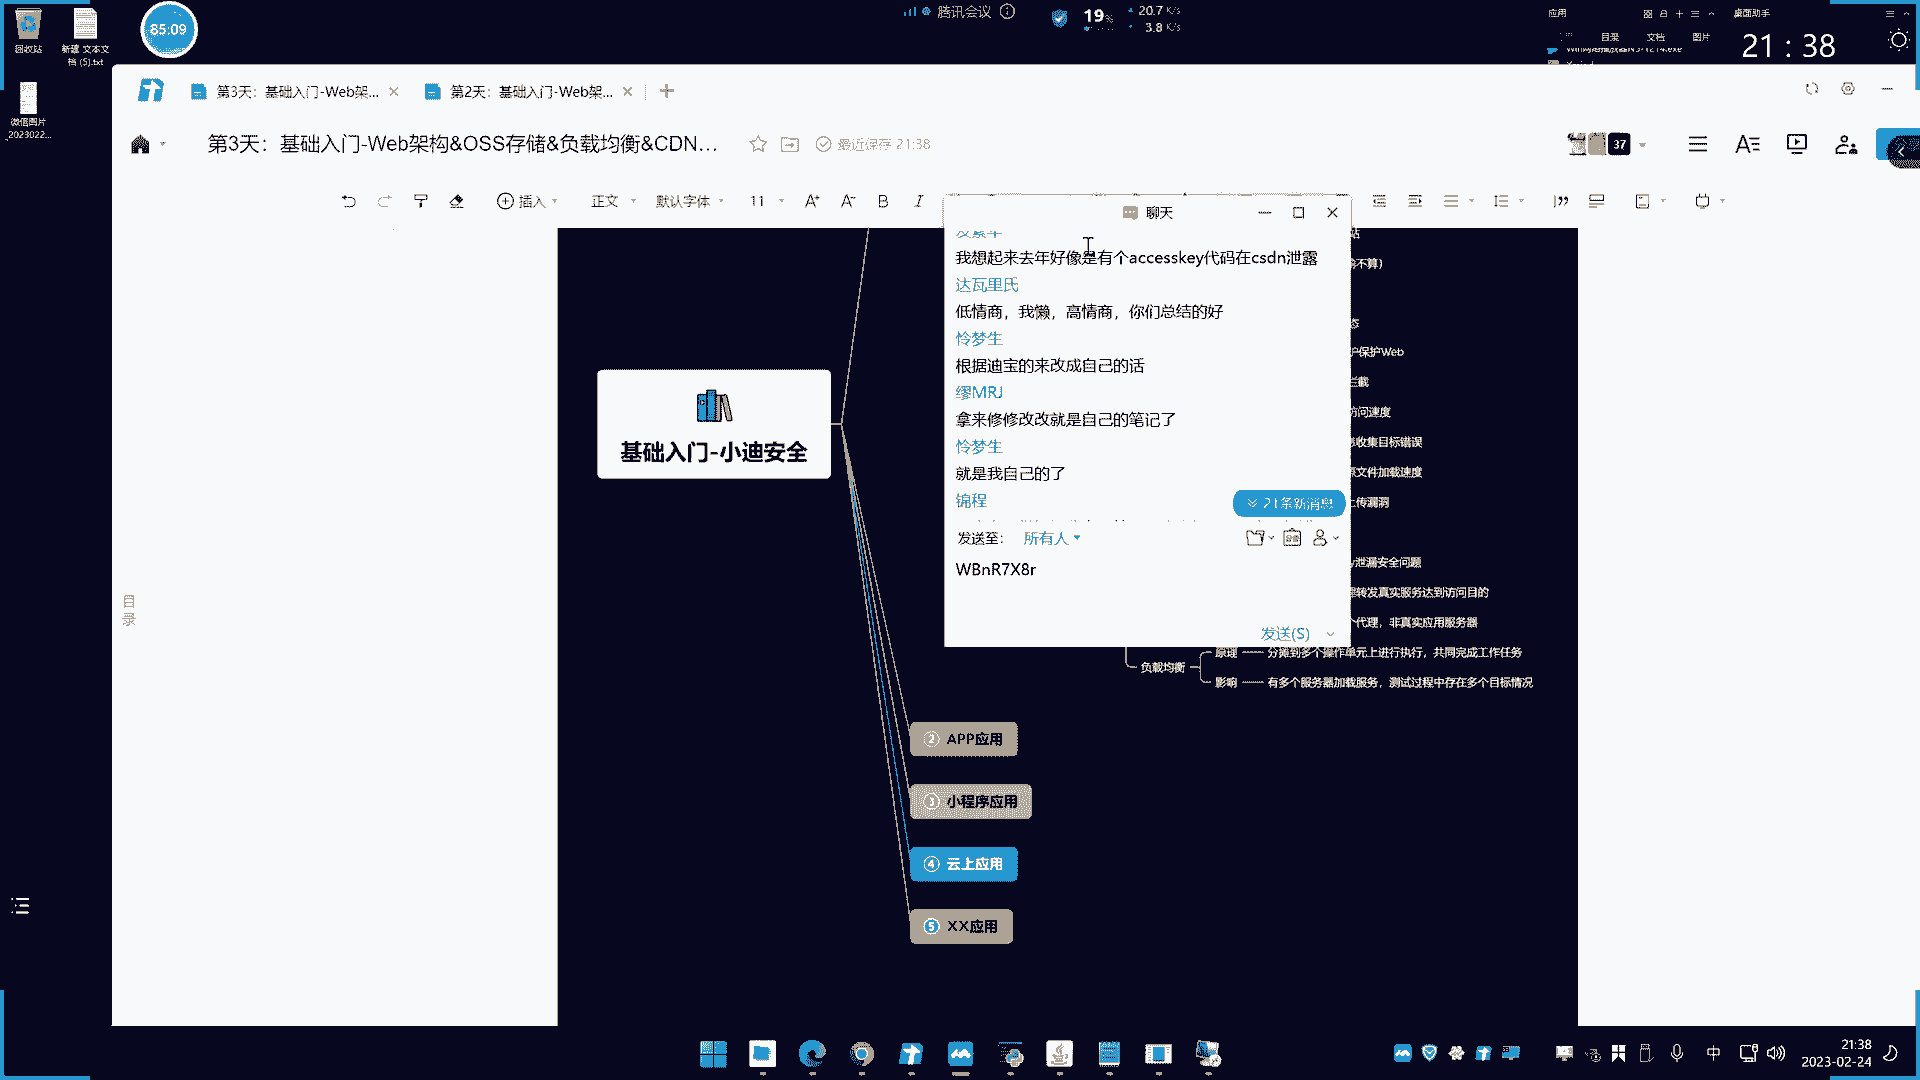 85:09
回收站
新建 文本文
档 (5).txt
微信图片
_2023022...
腾讯会议
19%
20.7 K/s
3.8 K/s
应用
目录
文档
图片
桌面助手
21 : 38
第3天：基础入门-Web架...
第2天：基础入门-Web架...
第3天：基础入门-Web架构&OSS存储&负载均衡&CDN...
最近保存 21:38
37
插入
正文
默认字体
11
A+
A-
B
I
聊天
我想起来去年好像是有个accesskey代码在csdn泄露
达瓦里氏
低情商，我懒，高情商，你们总结的好
怜梦生
根据迪宝的来改成自己的话
缪MRJ
拿来修修改改就是自己的笔记了
怜梦生
就是我自己的了
锦程
21条新消息
发送至：
所有人
WBnR7X8r
发送(S)
护保护Web
拦截
访问速度
息收集目标错误
原文件加载速度
上传漏洞
y泄漏安全问题
理转发真实服务达到访问目的
个代理，非真实应用服务器
基础入门-小迪安全
目
录
负载均衡
原理
分摊到多个操作单元上进行执行，共同完成工作任务
影响
有多个服务器加载服务，测试过程中存在多个目标情况
② APP应用
③ 小程序应用
④ 云上应用
⑤ XX应用
中
21:38
2023-02-24